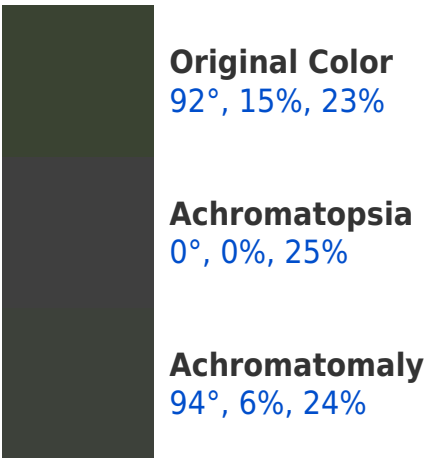 Original Color
92°, 15%, 23%
Achromatopsia
0°, 0%, 25%
Achromatomaly
94°, 6%, 24%